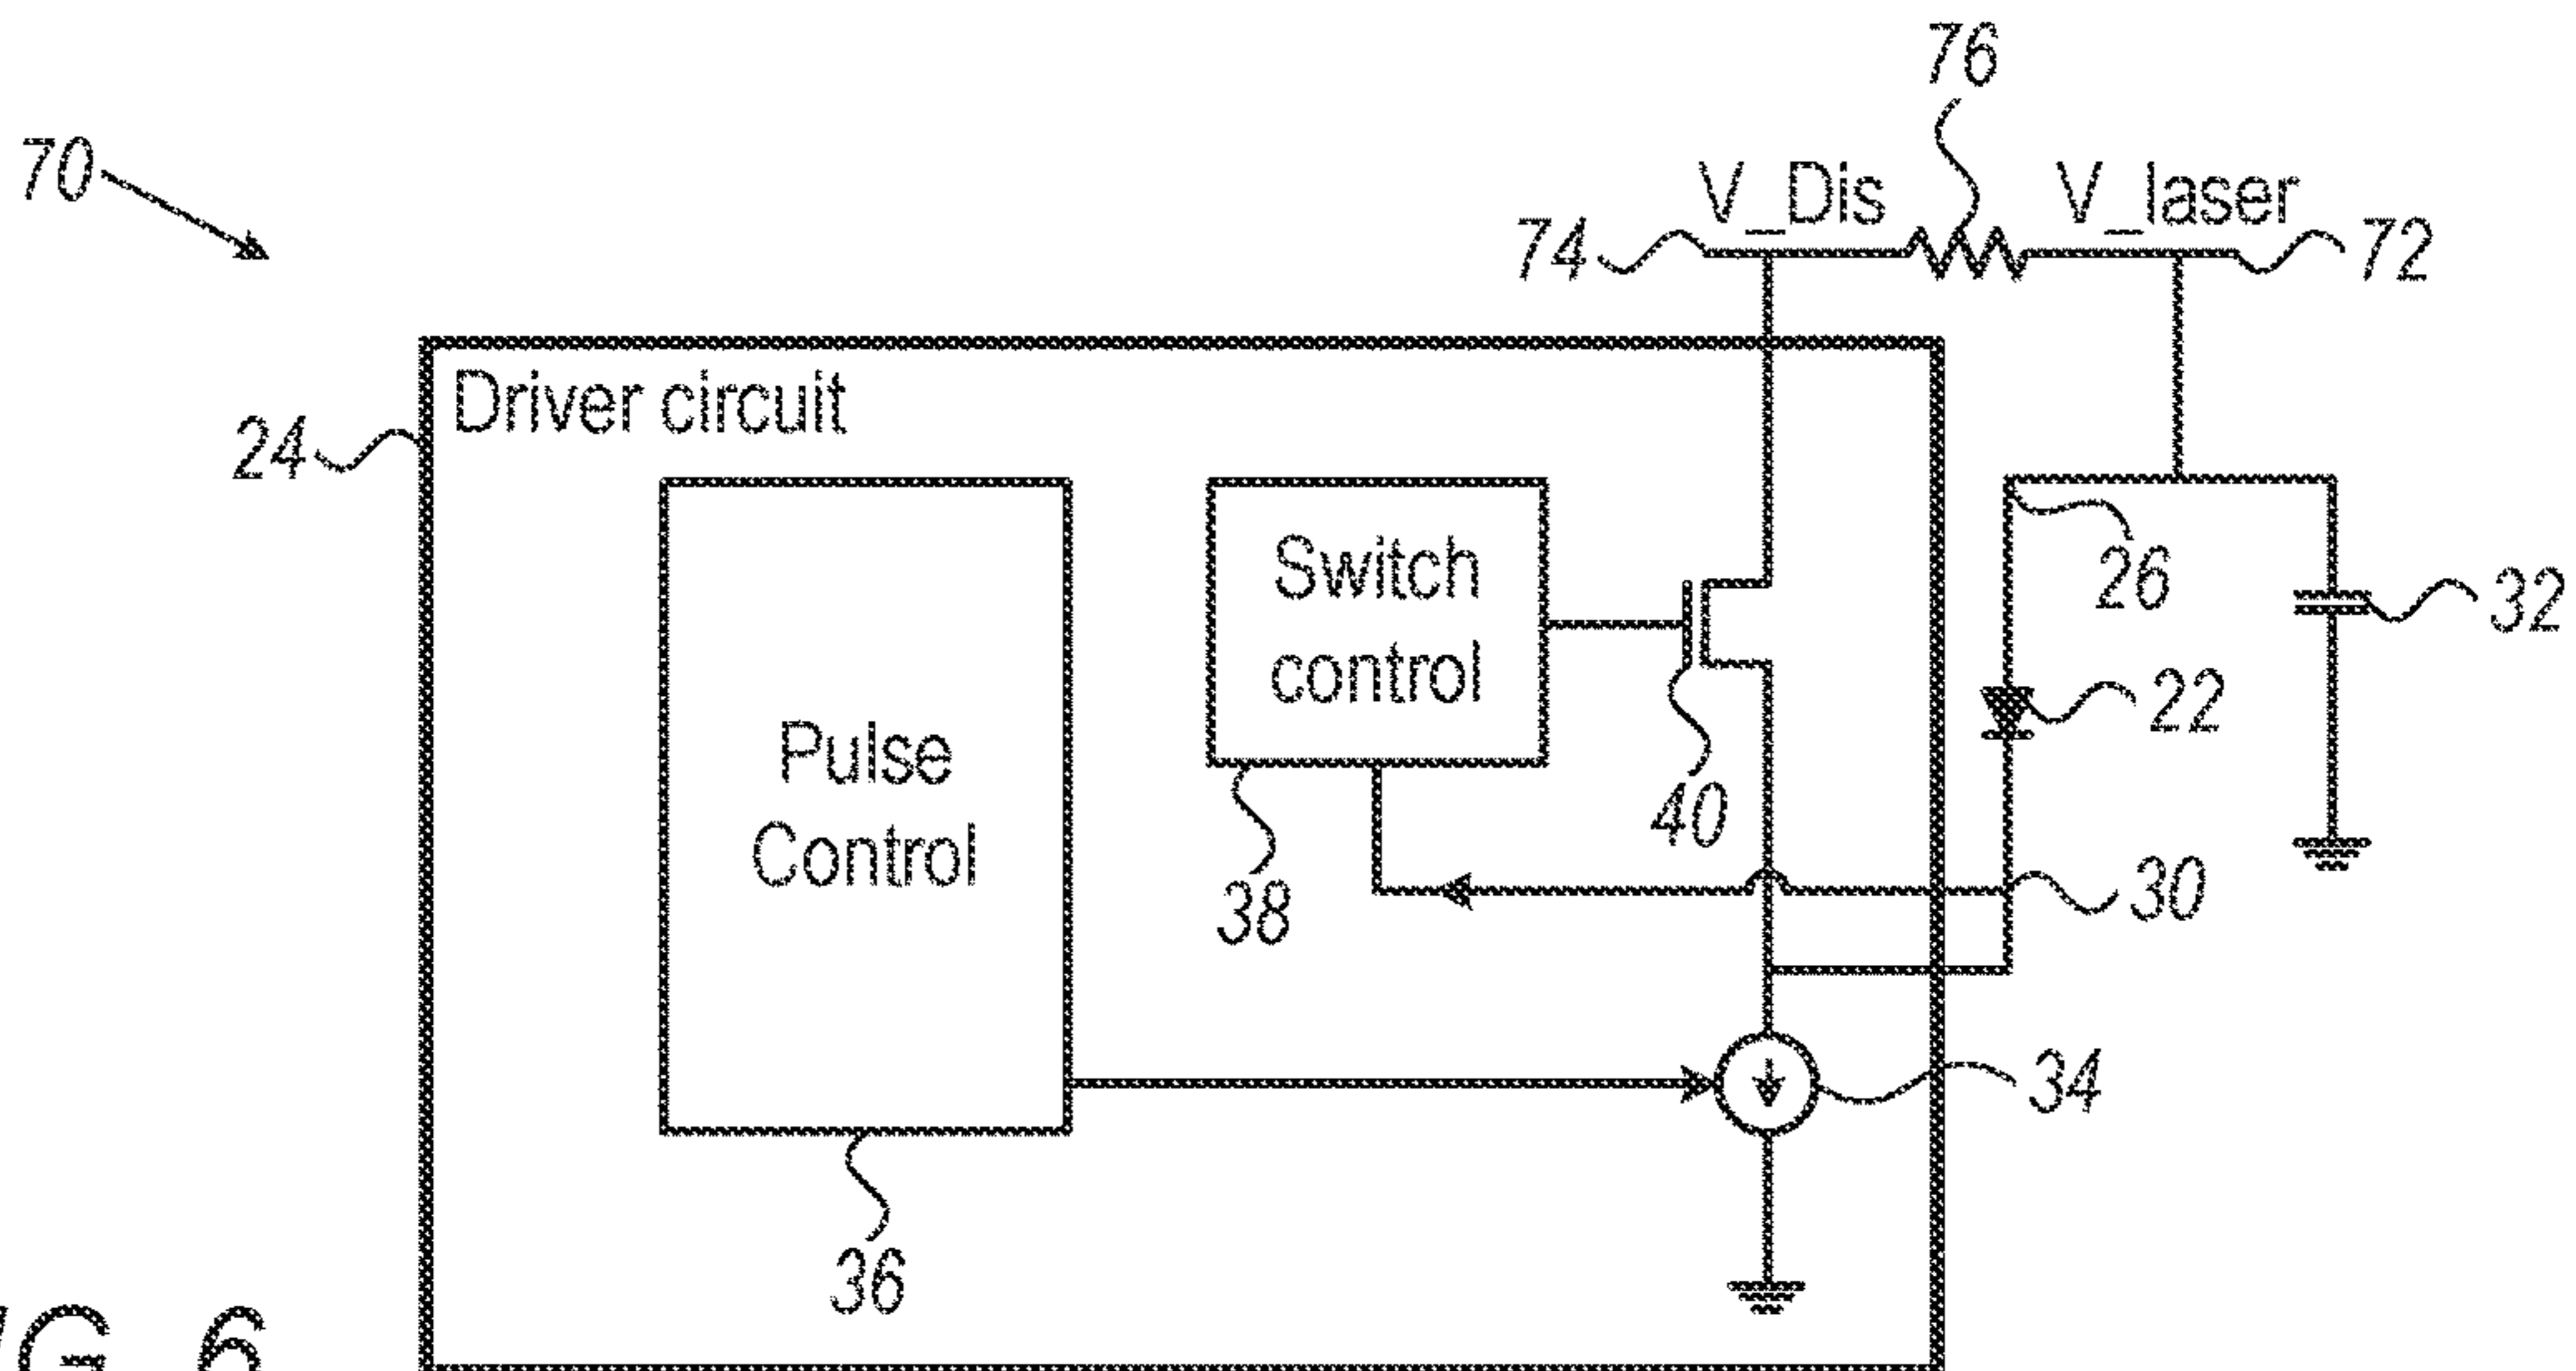 76
70
V_Dis
V_laser
74
72
Driver circuit
24
Switch
control
26
32
22
Pulse
Control
40
38
30
34
36
6